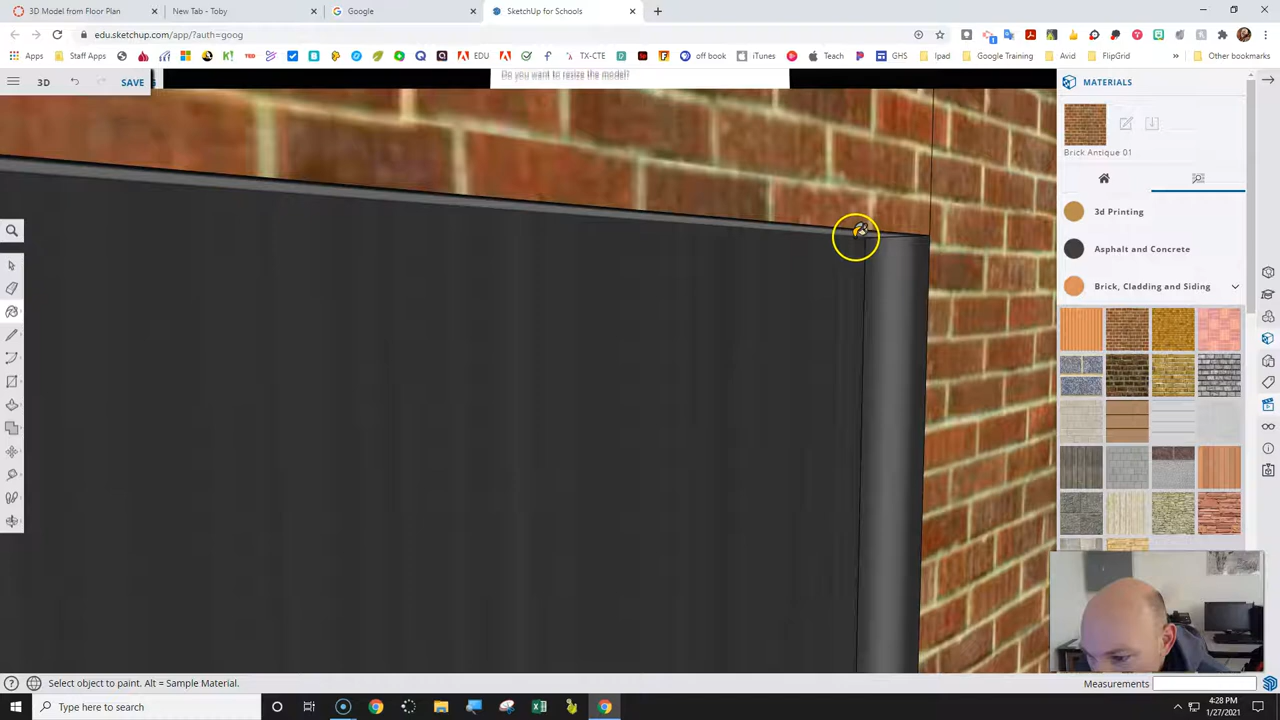 3D Model from Floor Plan
New Tab - Toby
Google
SketchUp for Schools
edu.sketchup.com/app/?auth=goog
Apps
Staff Apps
EDU
TX-CTE
off book
iTunes
Teach
GHS
Ipad
Google Training
Avid
FlipGrid
Other bookmarks
3D
SAVE
Do you want to resize the model?
MATERIALS
Brick Antique 01
3d Printing
Asphalt and Concrete
Brick, Cladding and Siding
Select object to paint. Alt = Sample Material.
Measurements
Type here to search
4:28 PM
1/27/2021